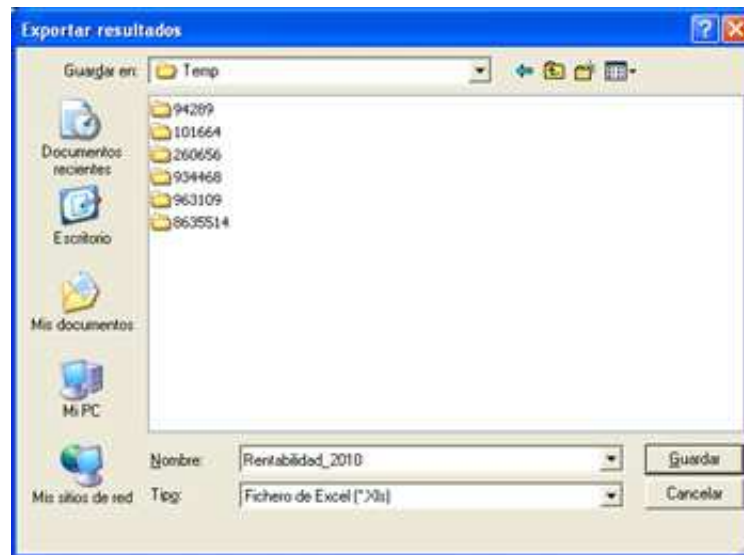 Exportar resultados
Guardar en: Temp
94289
101664
260656
934468
963109
8635514
Documentos
recientes
Escritorio
Mis documentos
Mi PC
Mis sitios de red
Nombre: Rentabilidad_2010 Guardar
Tipo: Fichero de Excel (*.Xls) Cancelar